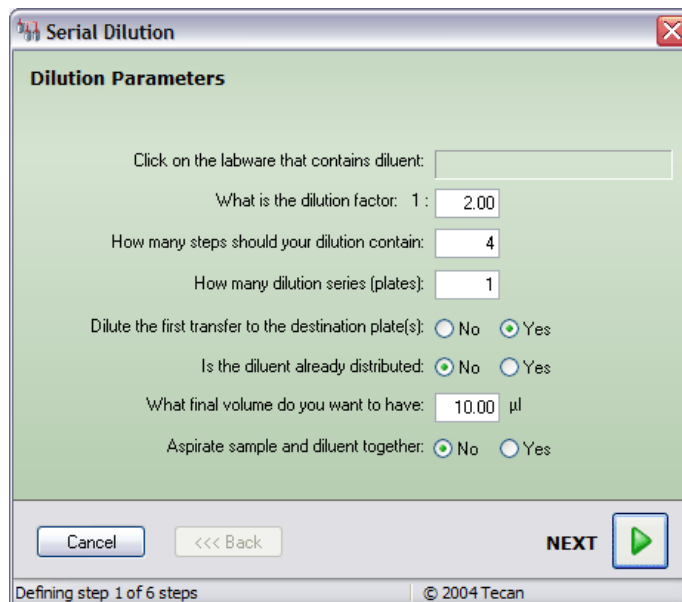 Serial Dilution
Dilution Parameters
Click on the labware that contains diluent:
What is the dilution factor: 1 : 2.00
How many steps should your dilution contain: 4
How many dilution series (plates): 1
Dilute the first transfer to the destination plate(s): No Yes
Is the diluent already distributed: No Yes
What final volume do you want to have: 10.00 µl
Aspirate sample and diluent together: No Yes
Cancel <<< Back NEXT
Defining step 1 of 6 steps © 2004 Tecan